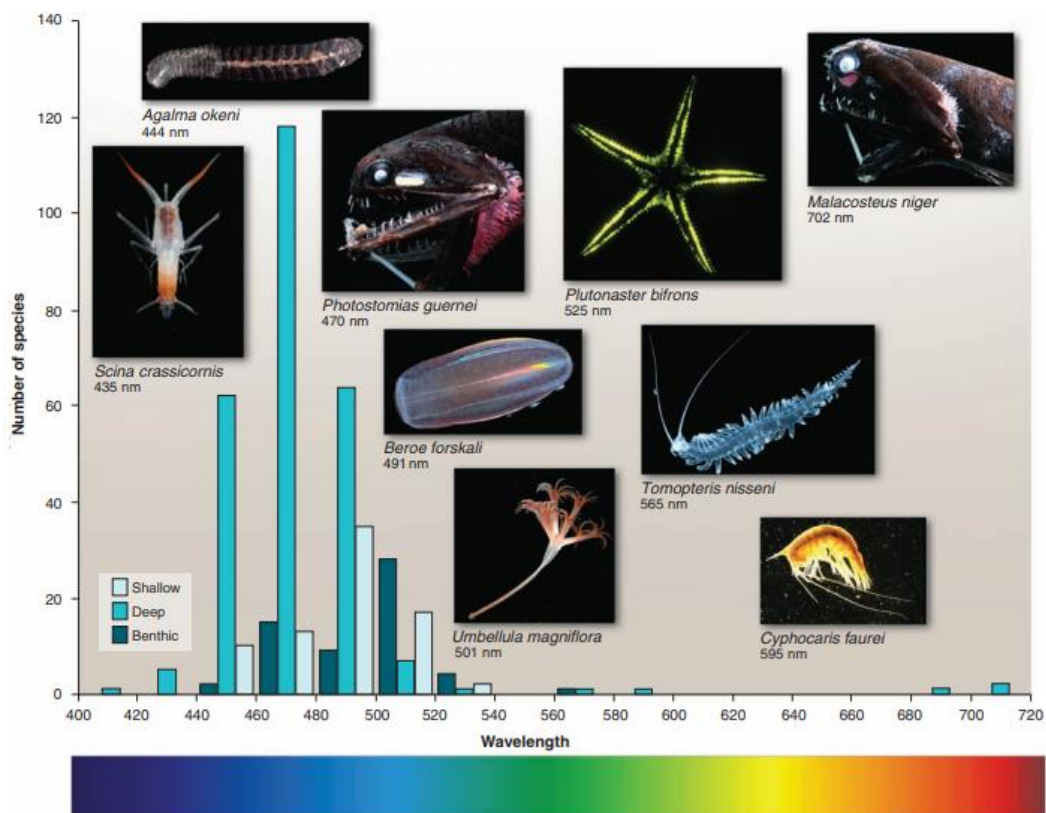 140
120
100
80
60
40
20
0
Number of species
Agalma okeni
444 nm
Scina crassicornis
435 nm
Photostomias guernei
470 nm
Plutonaster bifrons
525 nm
Malacosteus niger
702 nm
Beroe forskali
491 nm
Tomopteris nisseni
565 nm
Umbellula magniflora
501 nm
Cyphocaris faurei
595 nm
Shallow
Deep
Benthic
400 420 440 460 480 500 520 540 560 580 600 620 640 660 680 700 720
Wavelength